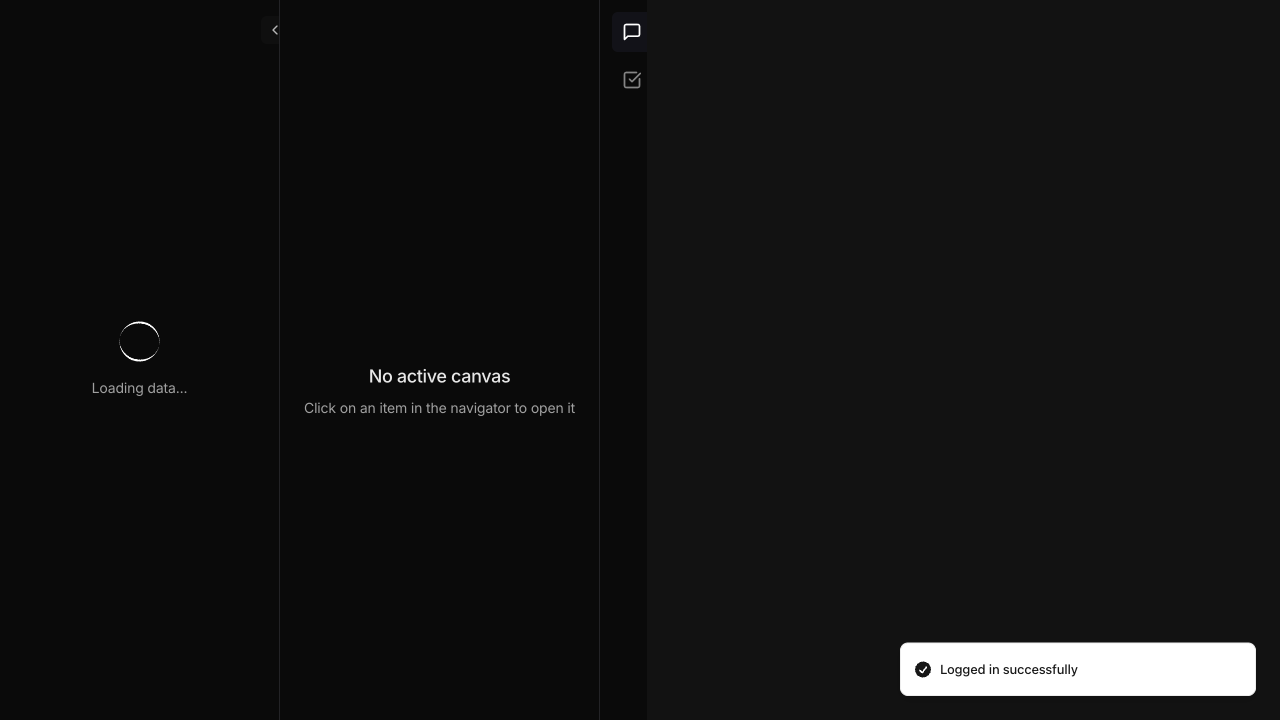 Loading data...
No active canvas
Click on an item in the navigator to open it
Logged in successfully